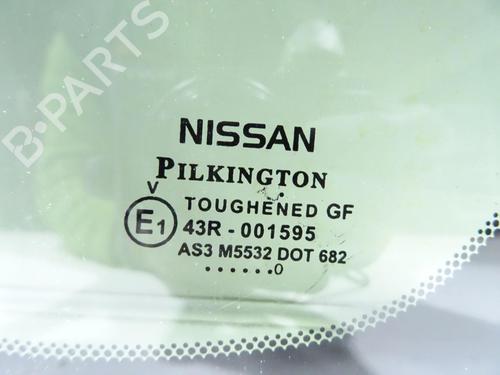 B-PARTS
NISSAN
PILKINGTON
V
TOUGHENED GF
E1
43R - 001595
AS3 M5532 DOT 682
......0